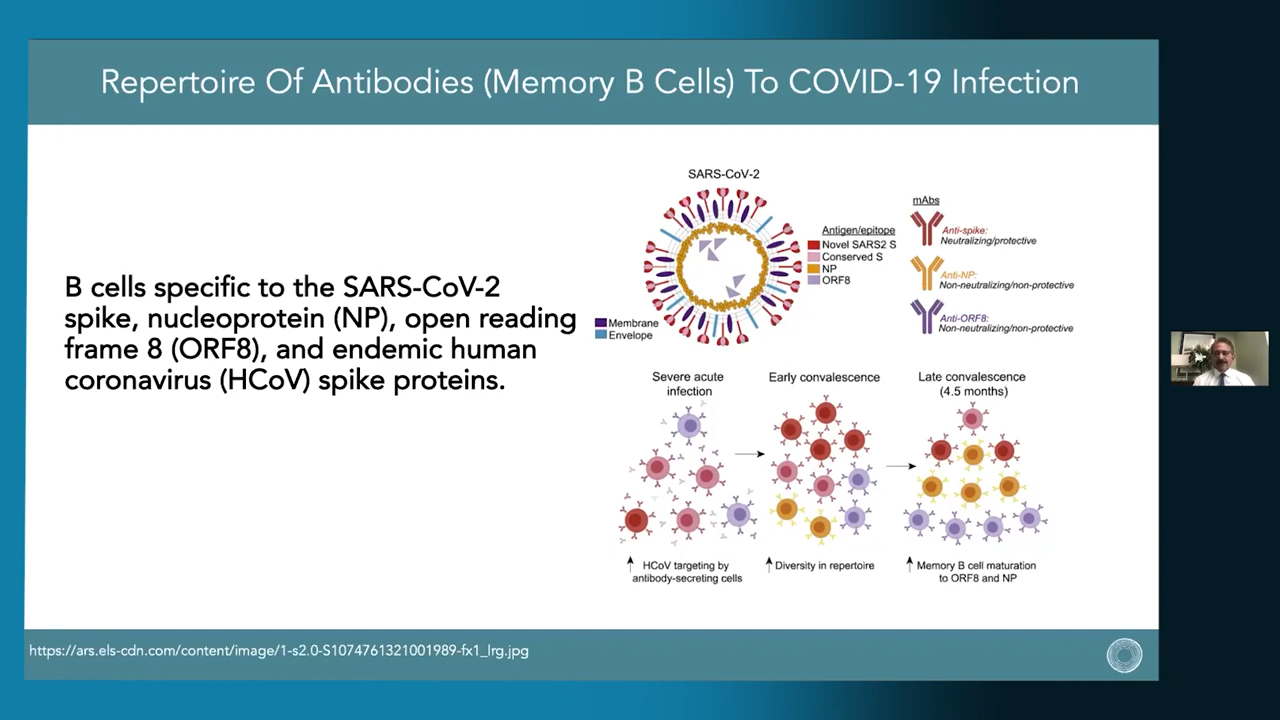 Repertoire Of Antibodies (Memory B Cells) To COVID-19 Infection
B cells specific to the SARS-CoV-2
spike, nucleoprotein (NP), open reading
frame 8 (ORF8), and endemic human
coronavirus (HCoV) spike proteins.
SARS-CoV-2
Antigen/epitope
Novel SARS2 S
Conserved S
NP
ORF8
Membrane
Envelope
mAbs
Anti-spike:
Neutralizing/protective
Anti-NP:
Non-neutralizing/non-protective
Anti-ORF8:
Non-neutralizing/non-protective
Severe acute
infection
Early convalescence
Late convalescence
(4.5 months)
HCoV targeting by
antibody-secreting cells
Diversity in repertoire
Memory B cell maturation
to ORF8 and NP
https://ars.els-cdn.com/content/image/1-s2.0-S1074761321001989-fx1_lrg.jpg